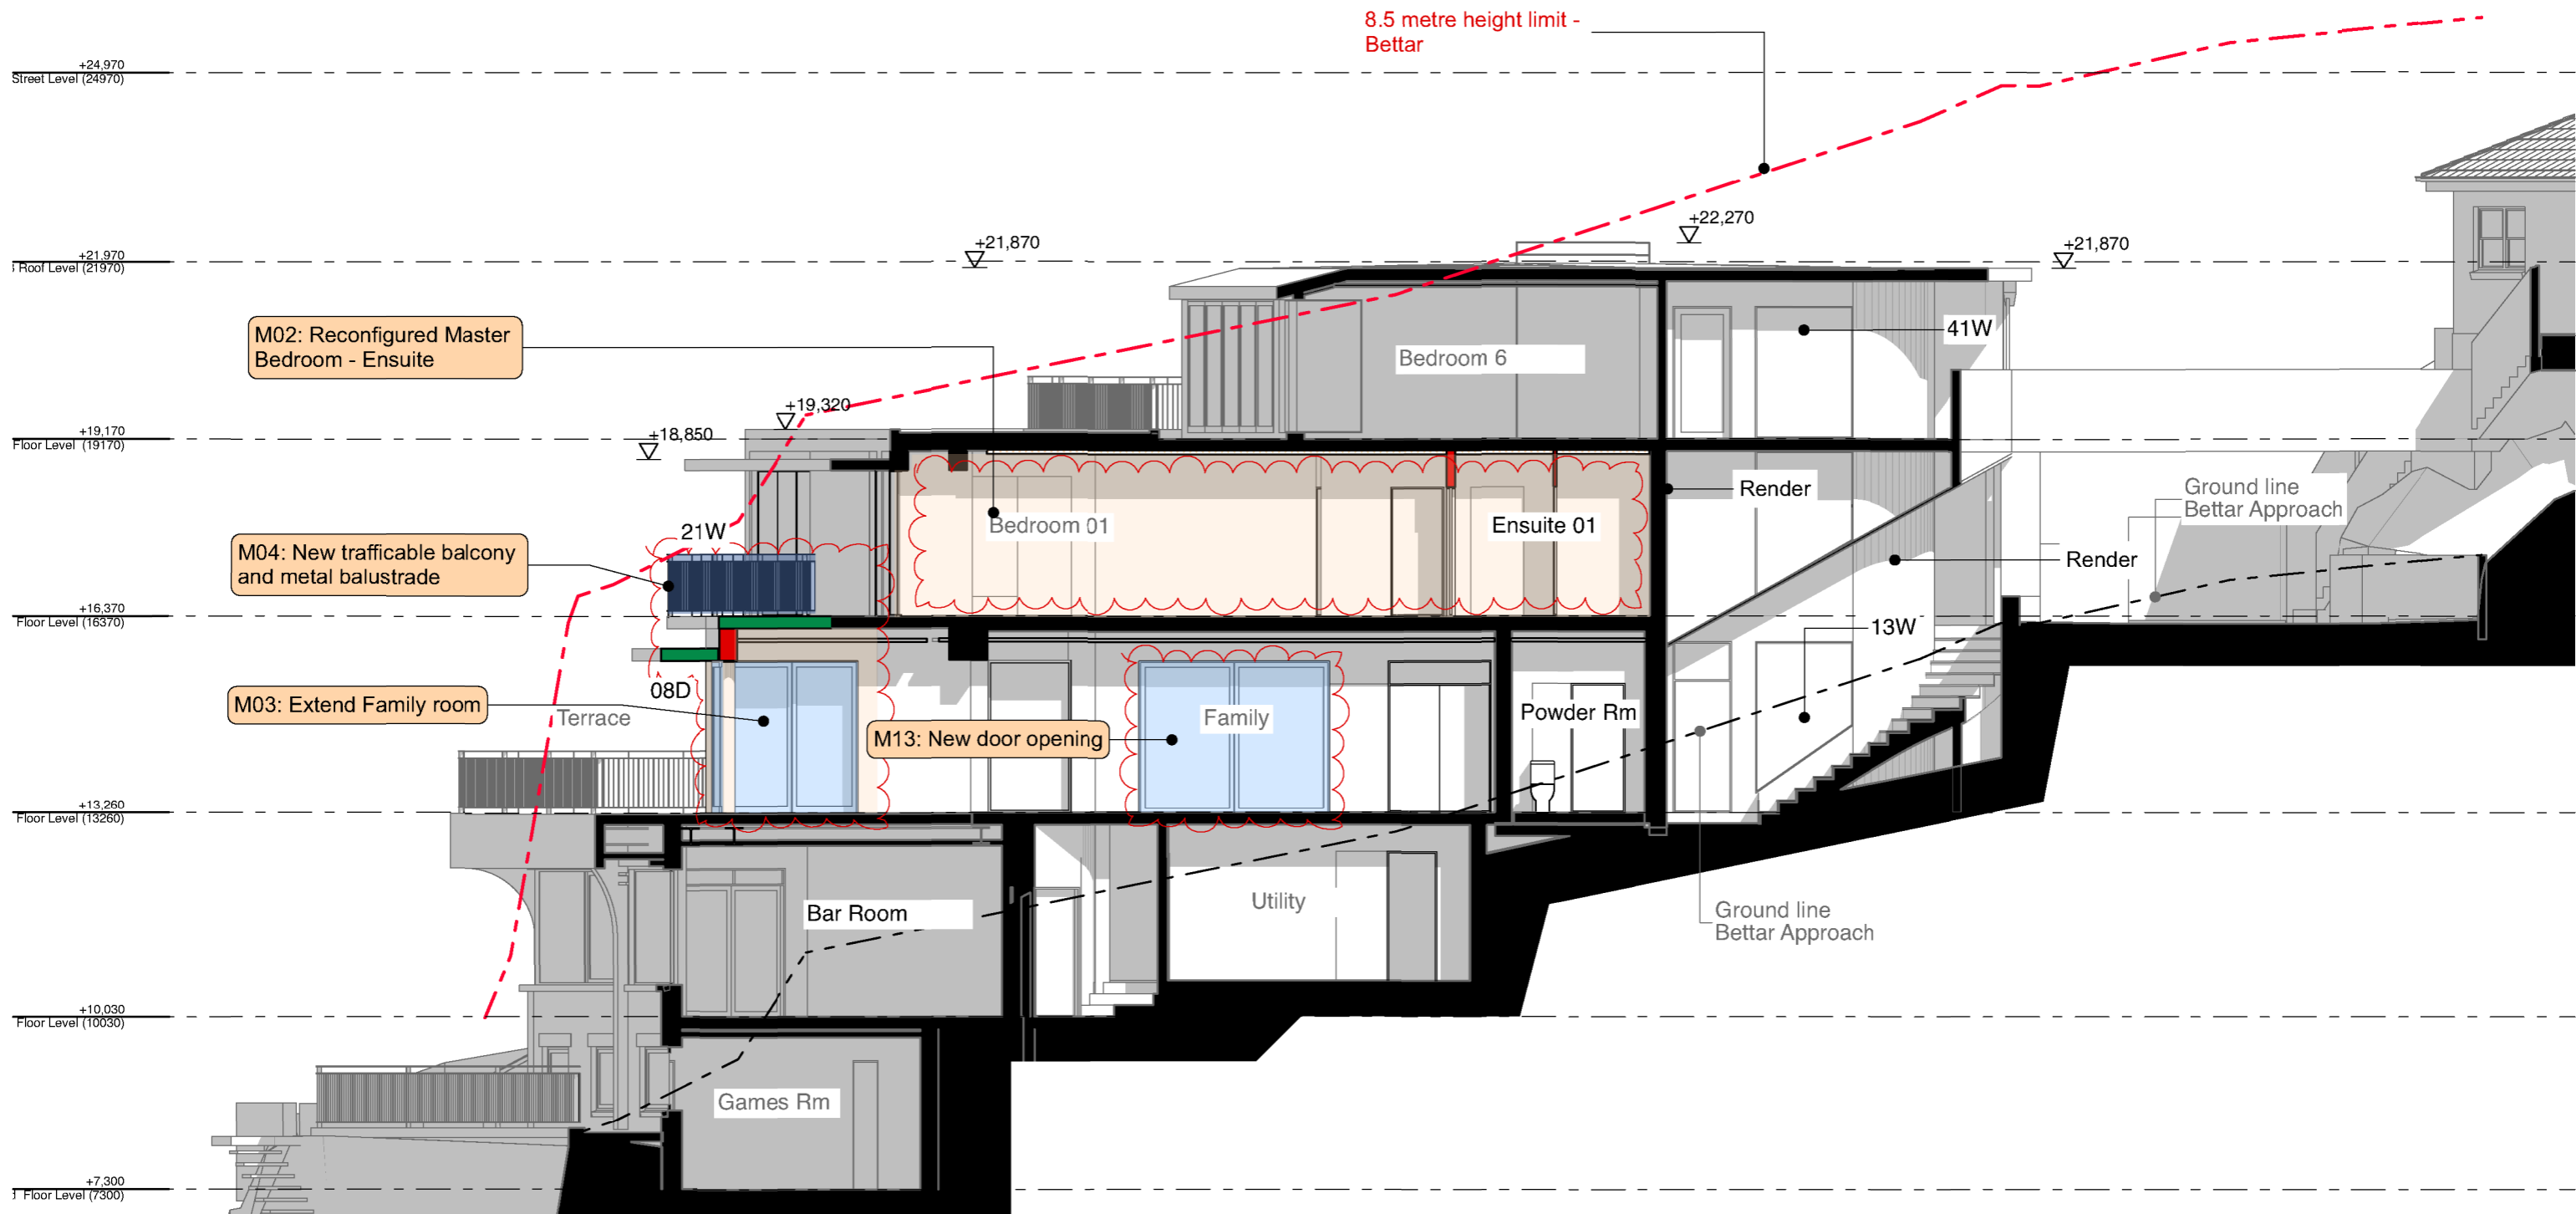 8.5 metre height limit -
Bettar
+24,970
Street Level (24970)
+22,270
+21,870
+21,870
+21,970
Roof Level (21970)
M02: Reconfigured Master
Bedroom - Ensuite
41W
Bedroom 6
+19,320
+18,850
+19,170
Floor Level (19170)
Render
Ground line
Bettar Approach
21W
Bedroom 01
Ensuite 01
M04: New trafficable balcony
and metal balustrade
Render
+16,370
Floor Level (16370)
13W
08D
M03: Extend Family room
Terrace
Family
Powder Rm
M13: New door opening
+13,260
Floor Level (13260)
Bar Room
Utility
Ground line
Bettar Approach
+10,030
Floor Level (10030)
Games Rm
+7,300
Floor Level (7300)